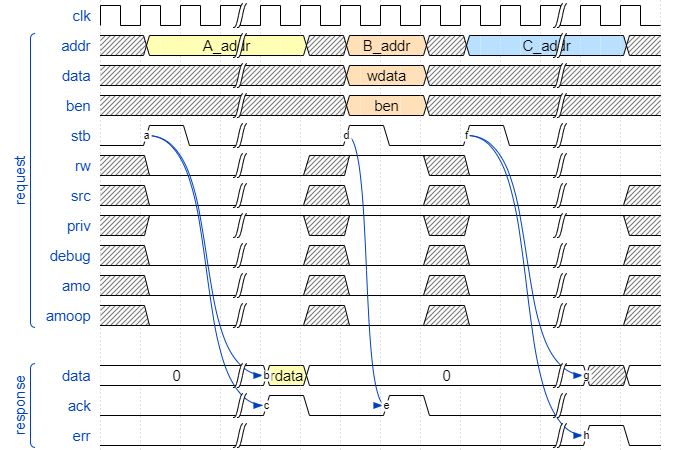 clk
request
addr A_addr B_addr C_addr
data wdata
ben ben
stb a d f
rw
src
priv
debug
amo
amoop
response
data 0 b rdata 0 g
ack c e
err h